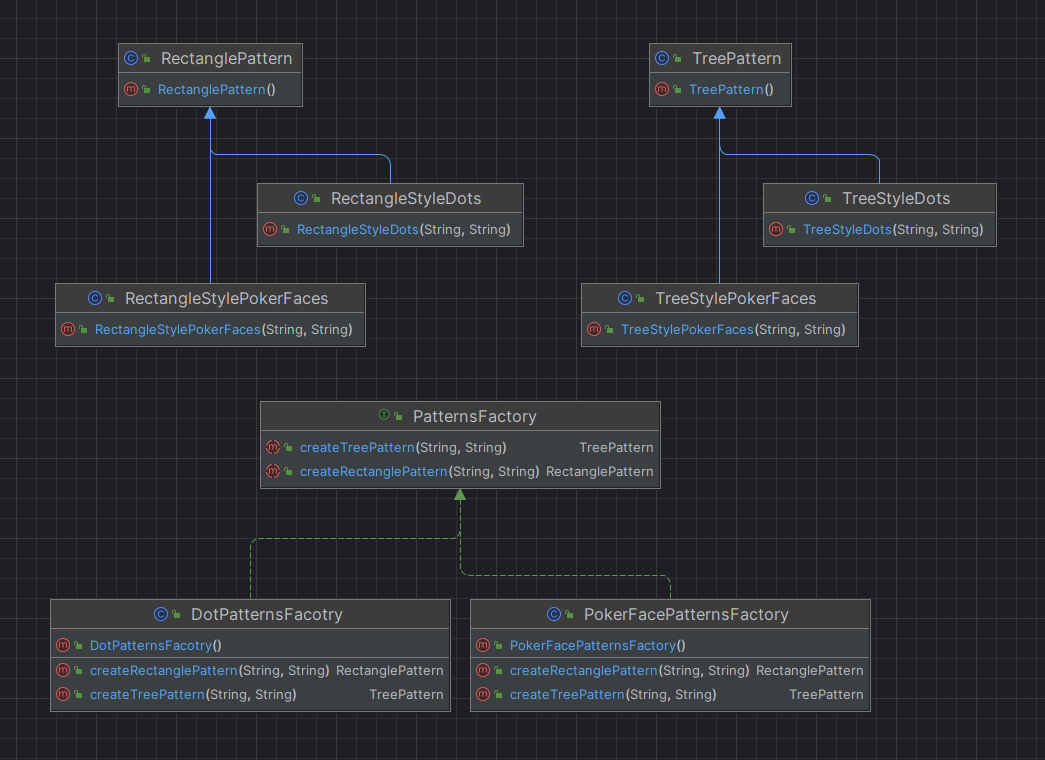 RectanglePattern
RectanglePattern()
TreePattern
TreePattern()
RectangleStyleDots
RectangleStyleDots(String, String)
TreeStyleDots
TreeStyleDots(String, String)
RectangleStylePokerFaces
RectangleStylePokerFaces(String, String)
TreeStylePokerFaces
TreeStylePokerFaces(String, String)
PatternsFactory
createTreePattern(String, String) TreePattern
createRectanglePattern(String, String) RectanglePattern
DotPatternsFacotry
DotPatternsFacotry()
createRectanglePattern(String, String) RectanglePattern
createTreePattern(String, String) TreePattern
PokerFacePatternsFactory
PokerFacePatternsFactory()
createRectanglePattern(String, String) RectanglePattern
createTreePattern(String, String) TreePattern